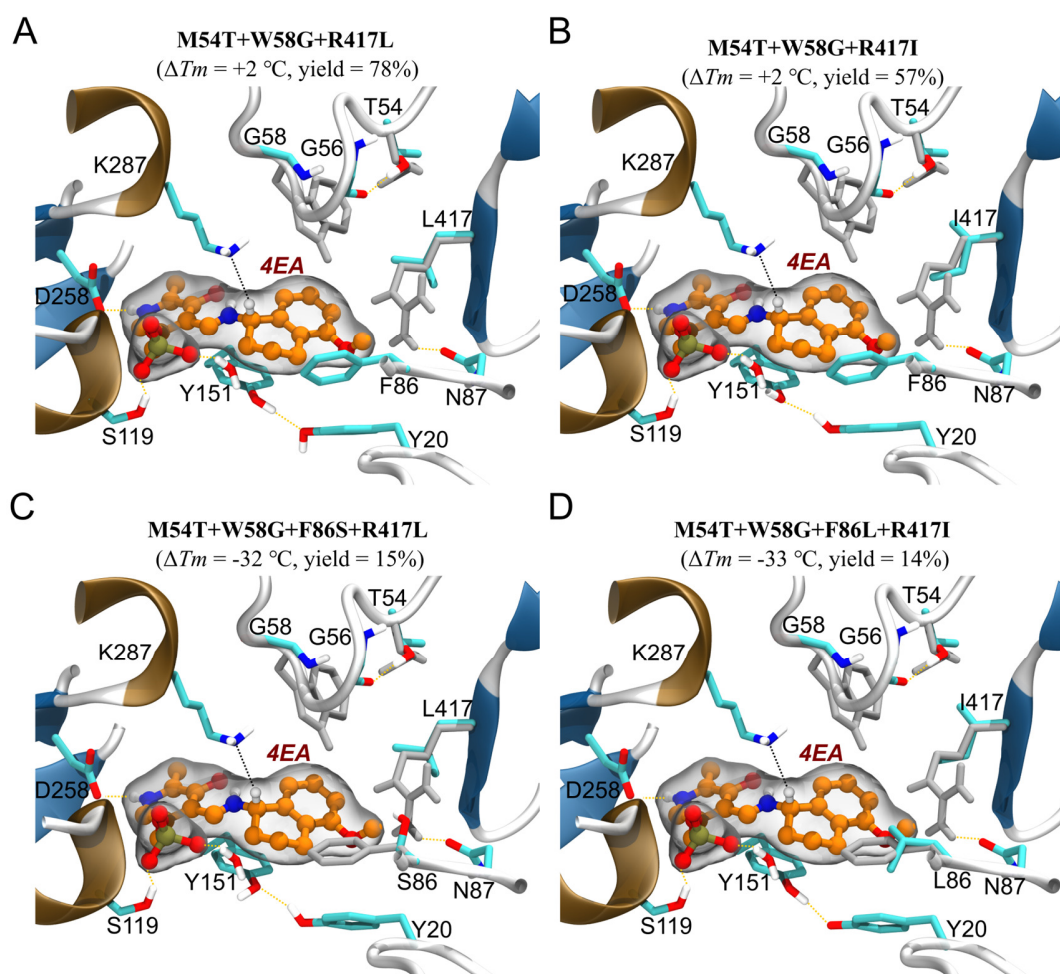 A
M54T+W58G+R417L
(ΔTm = +2 °C, yield = 78%)
T54
G58
G56
K287
L417
4EA
D258
Y151
F86
N87
S119
Y20
B
M54T+W58G+R417I
(ΔTm = +2 °C, yield = 57%)
T54
G58
G56
K287
I417
4EA
D258
Y151
F86
N87
S119
Y20
C
M54T+W58G+F86S+R417L
(ΔTm = -32 °C, yield = 15%)
T54
G58
G56
K287
L417
4EA
D258
Y151
S86
N87
S119
Y20
D
M54T+W58G+F86L+R417I
(ΔTm = -33 °C, yield = 14%)
T54
G58
G56
K287
I417
4EA
D258
Y151
L86
N87
S119
Y20